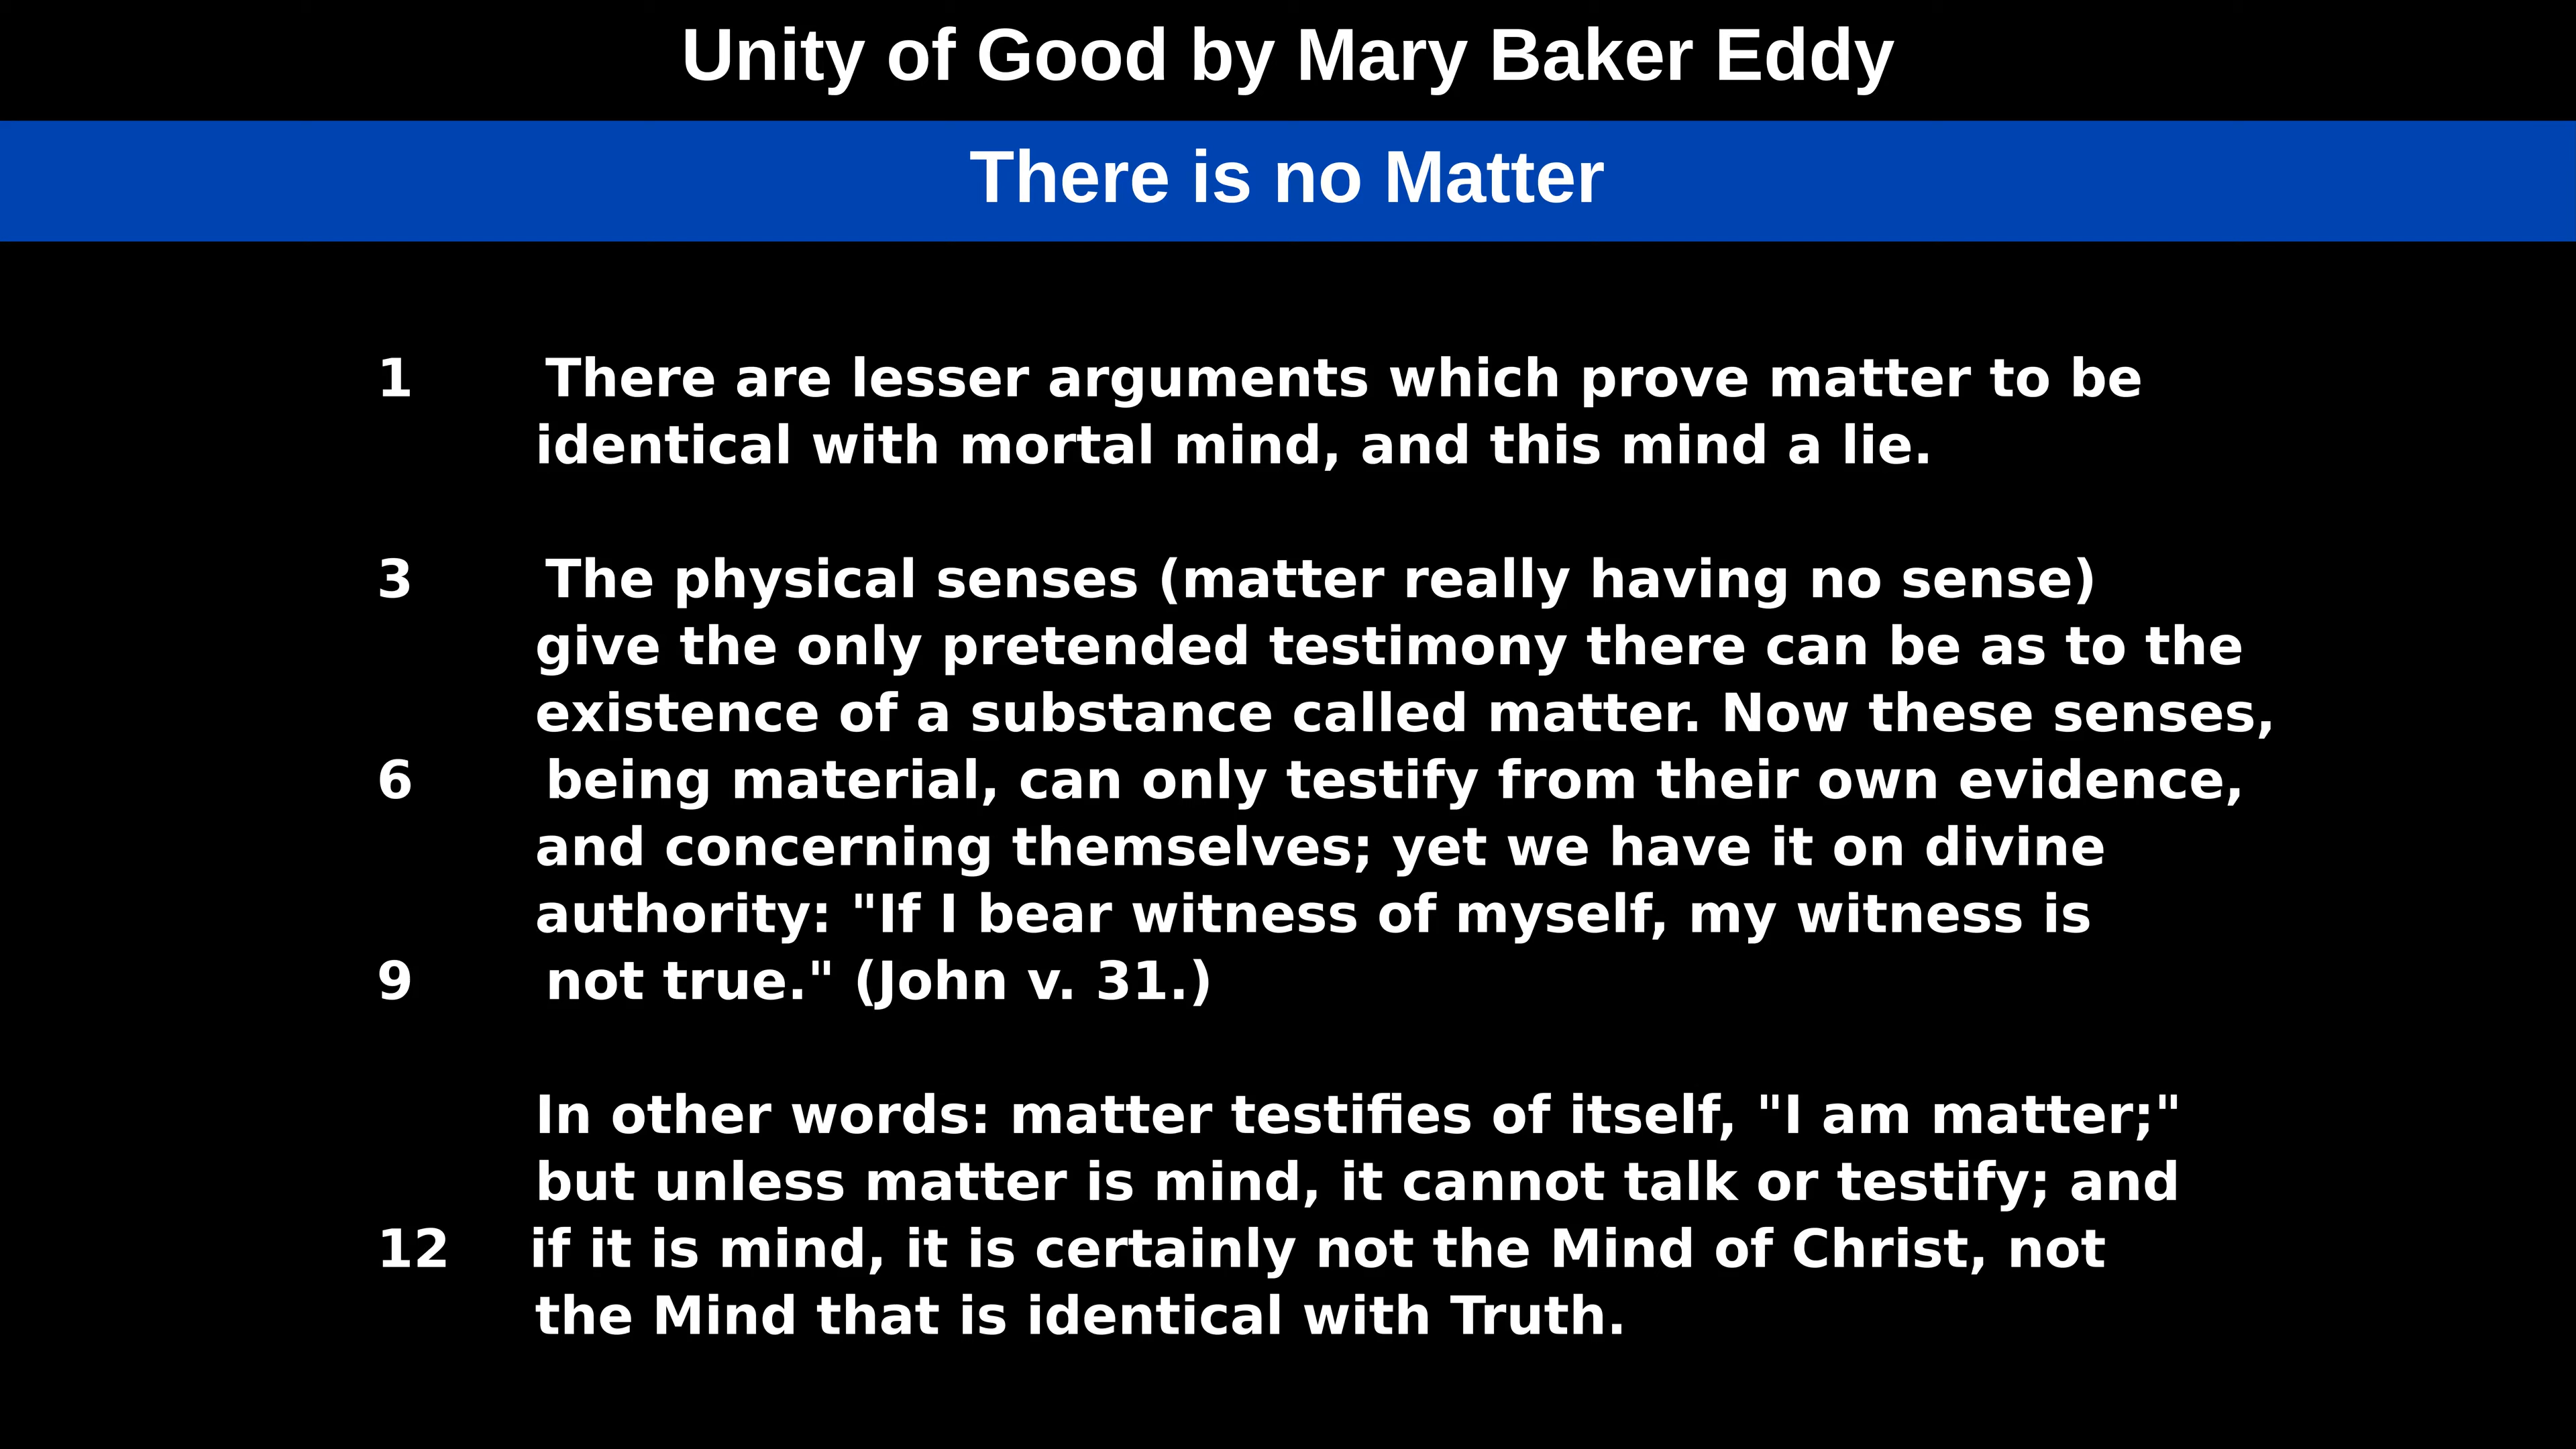 Unity of Good by Mary Baker Eddy
There is no Matter
1 There are lesser arguments which prove matter to be
identical with mortal mind, and this mind a lie.
3 The physical senses (matter really having no sense)
give the only pretended testimony there can be as to the
existence of a substance called matter. Now these senses,
6 being material, can only testify from their own evidence,
and concerning themselves; yet we have it on divine
authority: "If I bear witness of myself, my witness is
9 not true." (John v. 31.)
In other words: matter testifies of itself, "I am matter;"
but unless matter is mind, it cannot talk or testify; and
12 if it is mind, it is certainly not the Mind of Christ, not
the Mind that is identical with Truth.